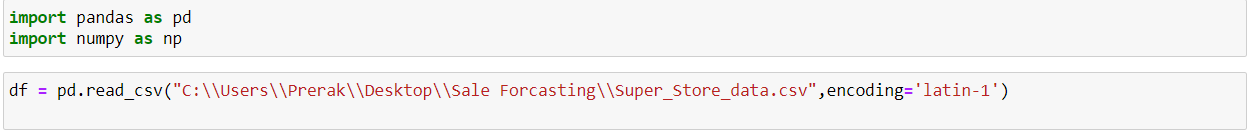 import pandas as pd
import numpy as np
df = pd.read_csv("C:\\Users\\Prerak\\Desktop\\Sale Forcasting\\Super_Store_data.csv",encoding='latin-1')